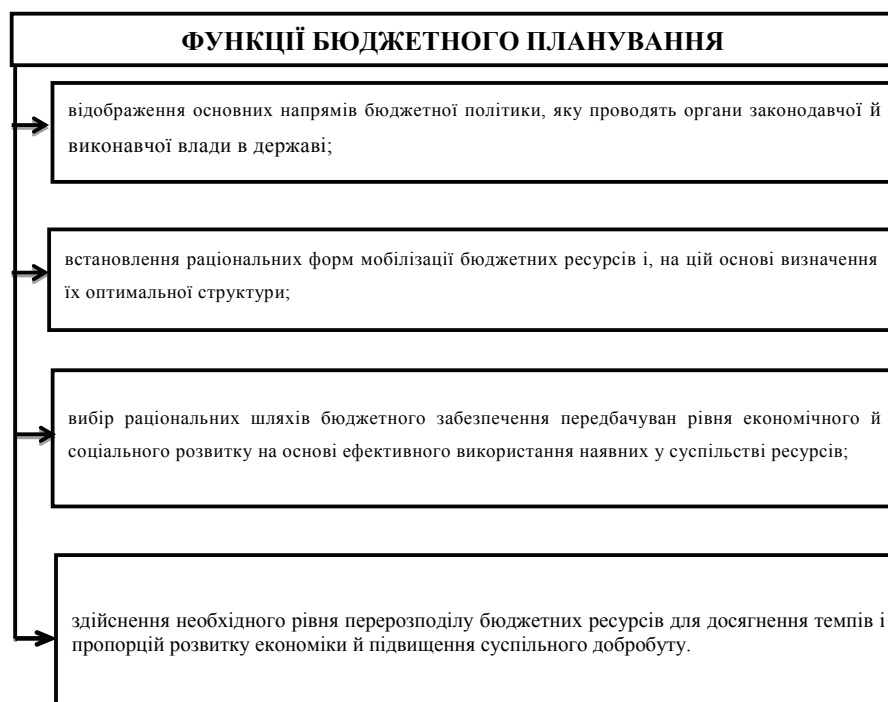 ФУНКЦІЇ БЮДЖЕТНОГО ПЛАНУВАННЯ
відображення основних напрямів бюджетної політики, яку проводять органи законодавчої й
виконавчої влади в державі;
встановлення раціональних форм мобілізації бюджетних ресурсів і, на цій основі визначення
їх оптимальної структури;
вибір раціональних шляхів бюджетного забезпечення передбачуван рівня економічного й
соціального розвитку на основі ефективного використання наявних у суспільстві ресурсів;
здійснення необхідного рівня перерозподілу бюджетних ресурсів для досягнення темпів і
пропорцій розвитку економіки й підвищення суспільного добробуту.